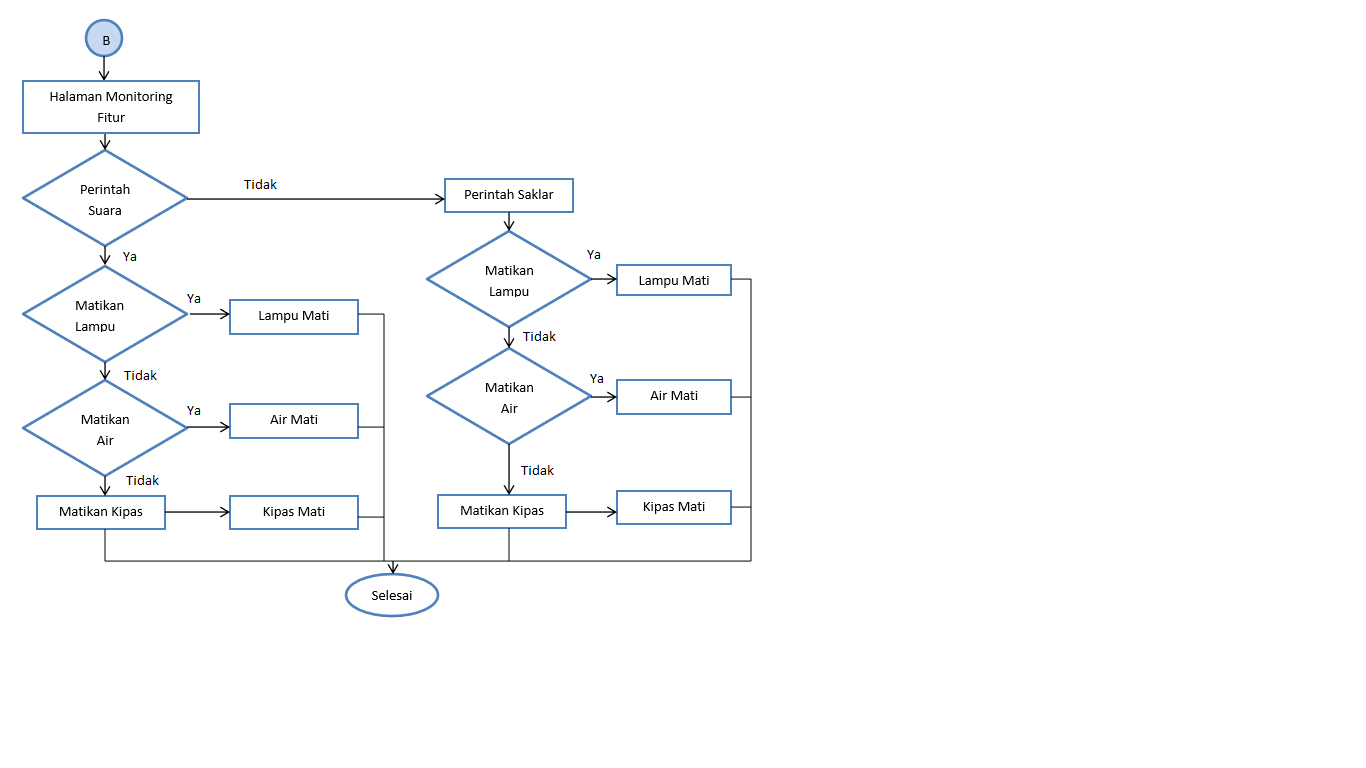 B
Halaman Monitoring
Fitur
Perintah
Suara
Tidak
Ya
Matikan
Lampu
Ya
Lampu Mati
Tidak
Matikan
Air
Ya
Air Mati
Tidak
Matikan Kipas
Kipas Mati
Perintah Saklar
Matikan
Lampu
Ya
Lampu Mati
Tidak
Matikan
Air
Ya
Air Mati
Tidak
Matikan Kipas
Kipas Mati
Selesai